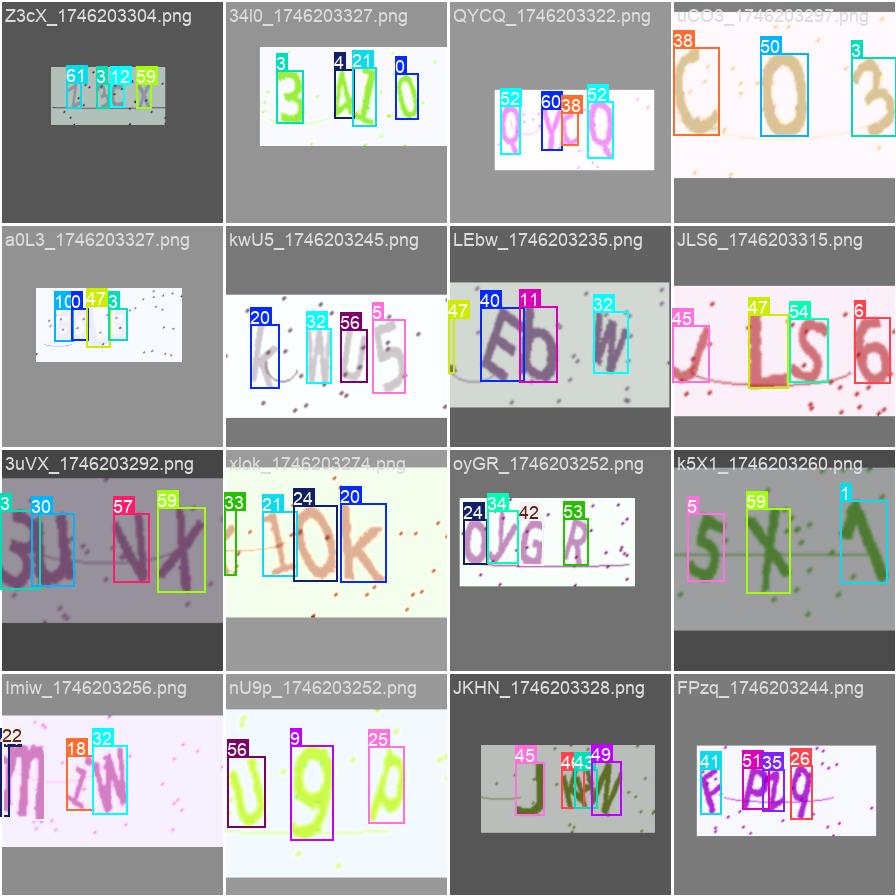 Z3cX_1746203304.png
61 3 12 59
Z 3 C X
34l0_1746203327.png
3 4 21 0
3 4 1 0
QYCQ_1746203322.png
52 60 38 52
Q Y C Q
uCO3_1746203297.png
38 50 3
C O 3
a0L3_1746203327.png
10 0 47 3
kwU5_1746203245.png
20 32 56 5
k W U 5
LEbw_1746203235.png
47 40 11 32
E b W
JLS6_1746203315.png
45 47 54 6
J L S 6
3uVX_1746203292.png
3 30 57 59
3 u V X
xlok_1746203274.png
33 21 24 20
l O k
oyGR_1746203252.png
24 34 42 53
O y G R
k5X1_1746203260.png
5 59 1
5 X 1
22 18 32
m i W
nU9p_1746203252.png
56 9 25
U 9 p
JKHN_1746203328.png
45 43 49
J K H N
FPzq_1746203244.png
41 51 35 26
F P z q